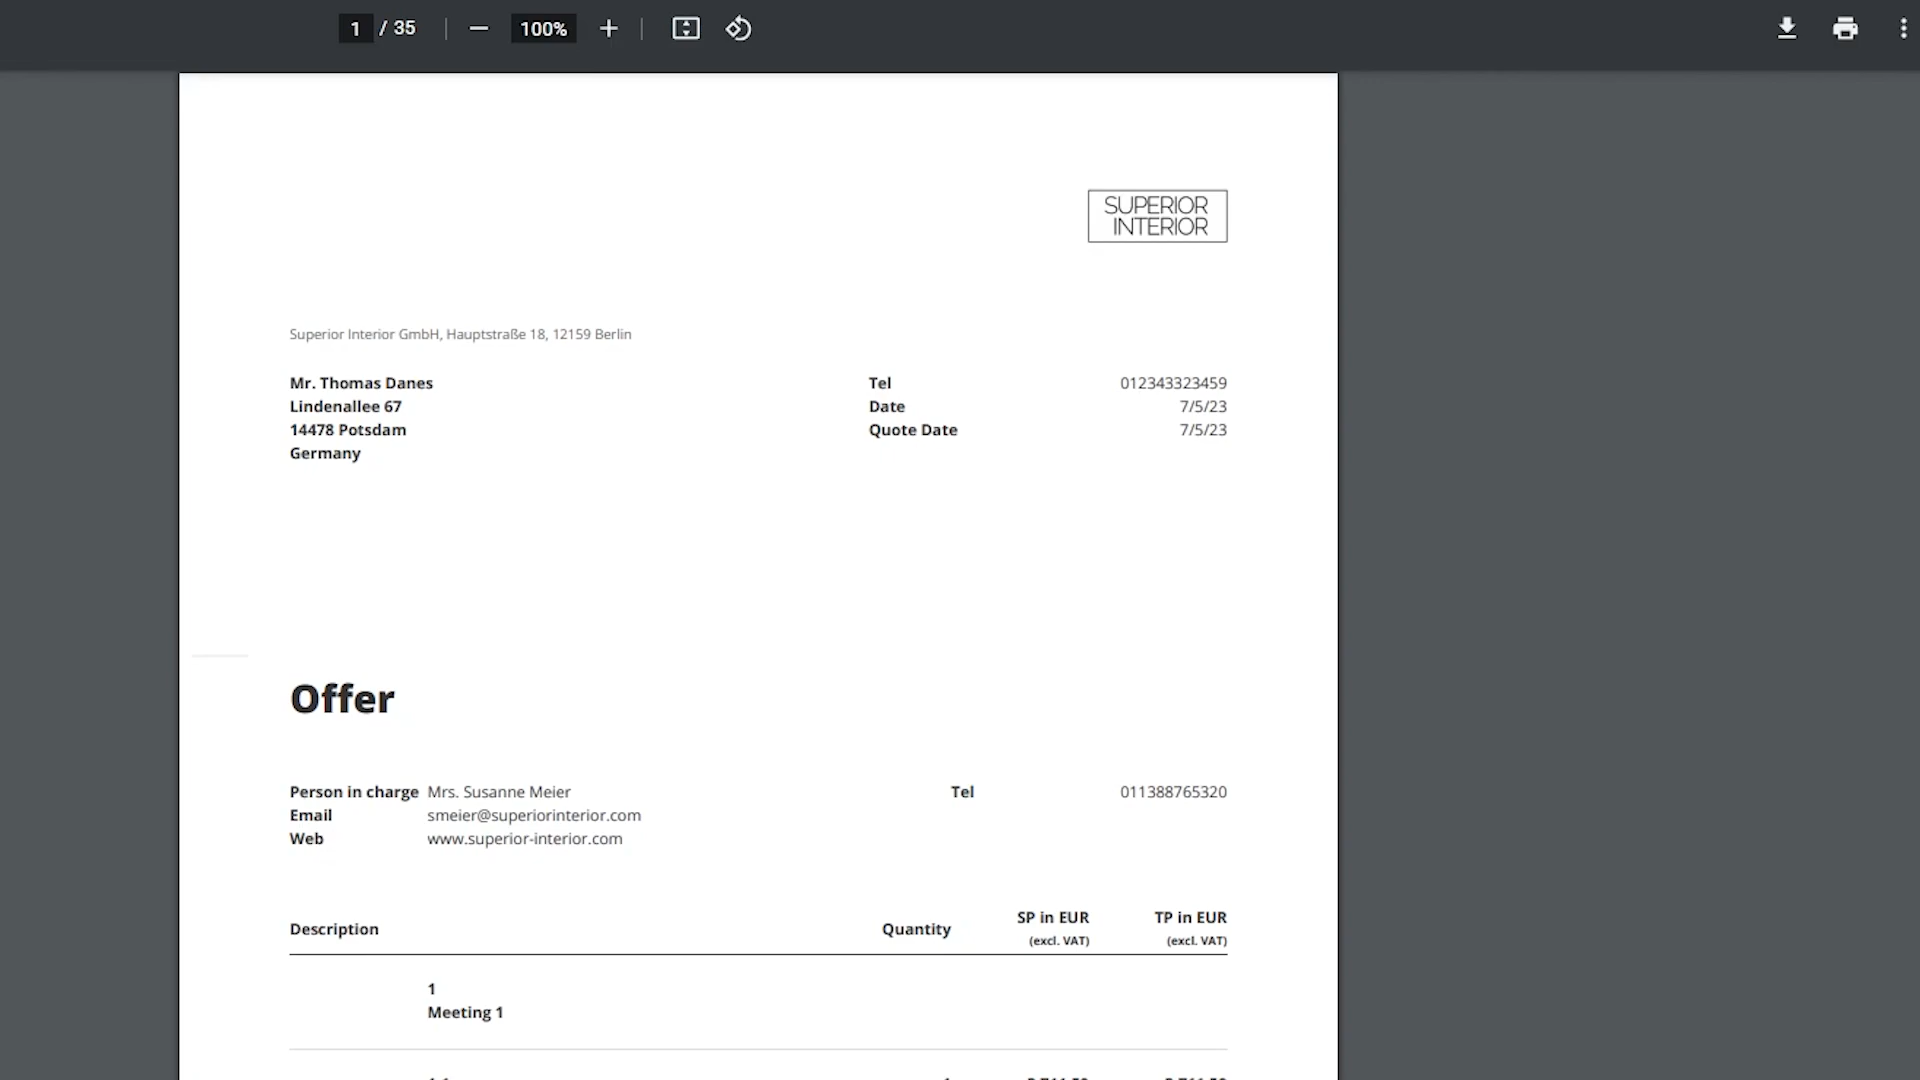 1 / 35 100%
SUPERIOR
INTERIOR
Superior Interior GmbH, Hauptstraße 18, 12159 Berlin
Mr. Thomas Danes Tel 012343323459
Lindenallee 67 Date 7/5/23
14478 Potsdam Quote Date 7/5/23
Germany
Offer
Person in charge Mrs. Susanne Meier Tel 011388765320
Email smeier@superiorinterior.com
Web www.superior-interior.com
Description Quantity SP in EUR (excl. VAT) TP in EUR (excl. VAT)
1
Meeting 1